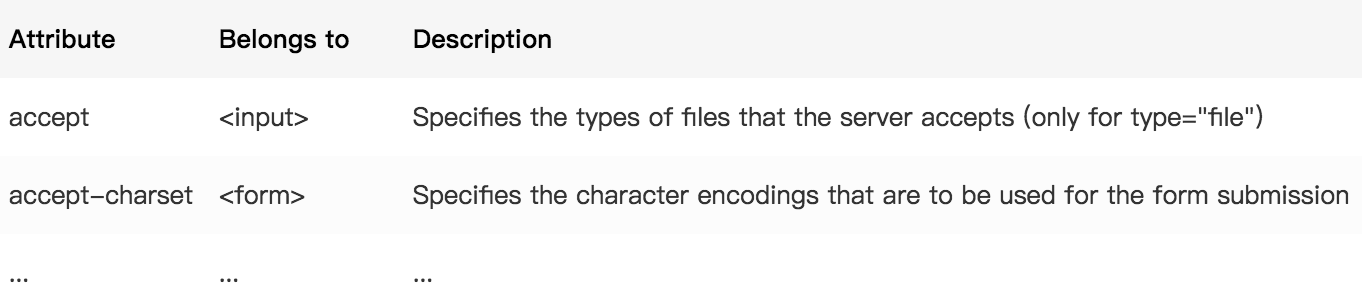 Attribute Belongs to Description
accept <input> Specifies the types of files that the server accepts (only for type="file")
accept-charset <form> Specifies the character encodings that are to be used for the form submission
... ... ...